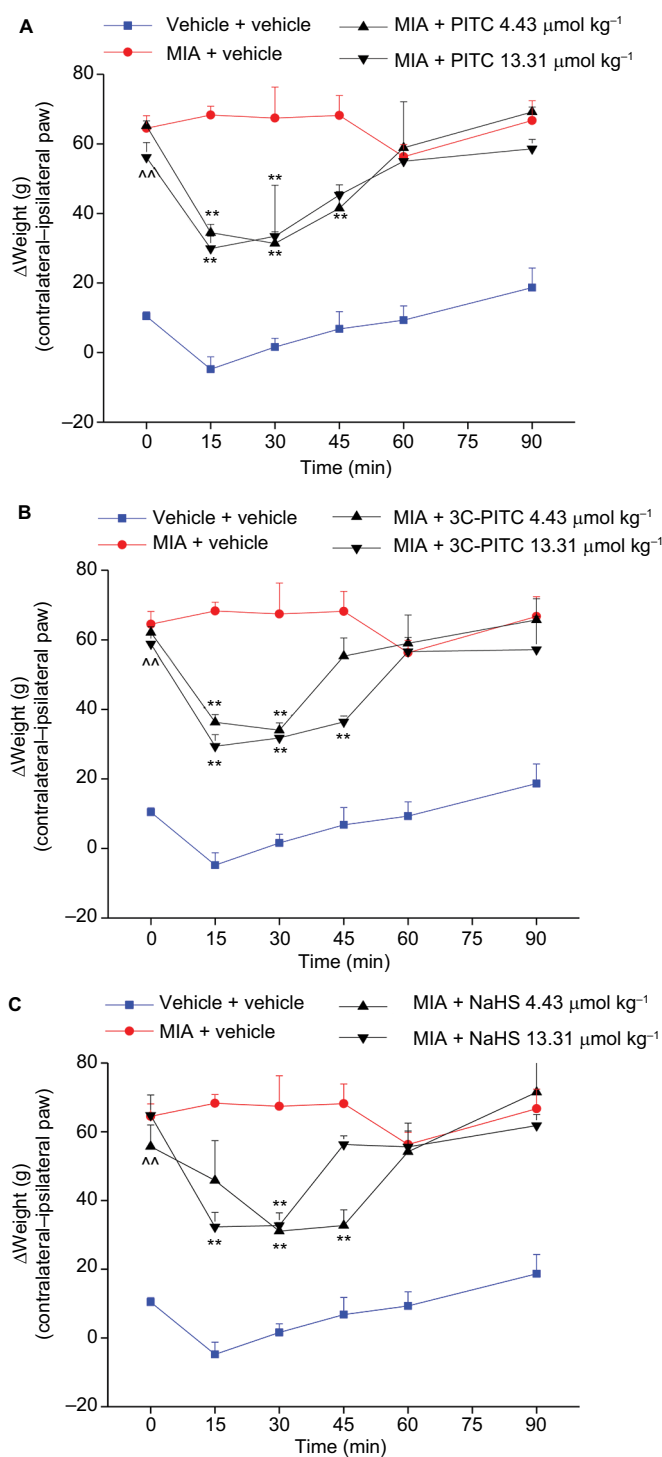 A
Vehicle + vehicle
MIA + vehicle
MIA + PITC 4.43 μmol kg⁻¹
MIA + PITC 13.31 μmol kg⁻¹
ΔWeight (g)
(contralateral–ipsilateral paw)
80
60
40
20
0
–20
^^
**
**
**
**
**
0 15 30 45 60 75 90
Time (min)
B
Vehicle + vehicle
MIA + vehicle
MIA + 3C-PITC 4.43 μmol kg⁻¹
MIA + 3C-PITC 13.31 μmol kg⁻¹
ΔWeight (g)
(contralateral–ipsilateral paw)
80
60
40
20
0
–20
^^
**
**
**
**
**
0 15 30 45 60 75 90
Time (min)
C
Vehicle + vehicle
MIA + vehicle
MIA + NaHS 4.43 μmol kg⁻¹
MIA + NaHS 13.31 μmol kg⁻¹
ΔWeight (g)
(contralateral–ipsilateral paw)
80
60
40
20
0
–20
^^
**
**
**
**
0 15 30 45 60 75 90
Time (min)